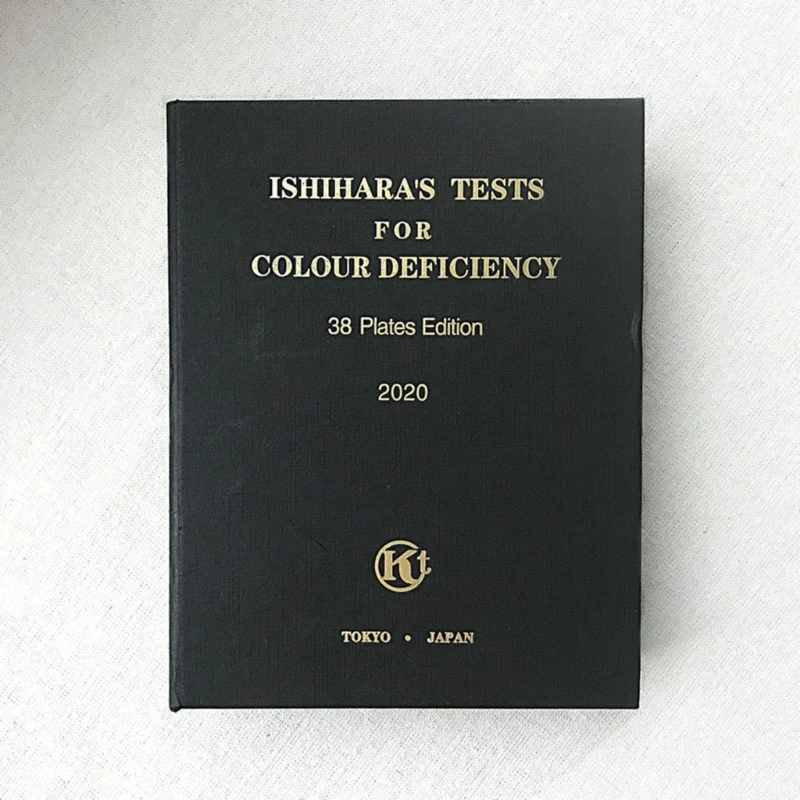 ISHIHARA'S TESTS
FOR
COLOUR DEFICIENCY
38 Plates Edition
2020
Kt
TOKYO • JAPAN